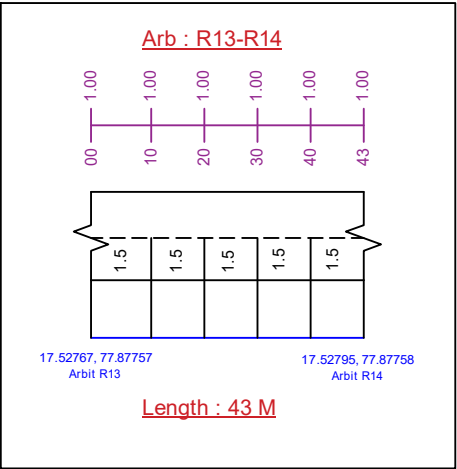 Arb : R13-R14
1.00 1.00 1.00 1.00 1.00 1.00
00 10 20 30 40 43
1.5 1.5 1.5 1.5 1.5
17.52767, 77.87757
Arbit R13
17.52795, 77.87758
Arbit R14
Length : 43 M